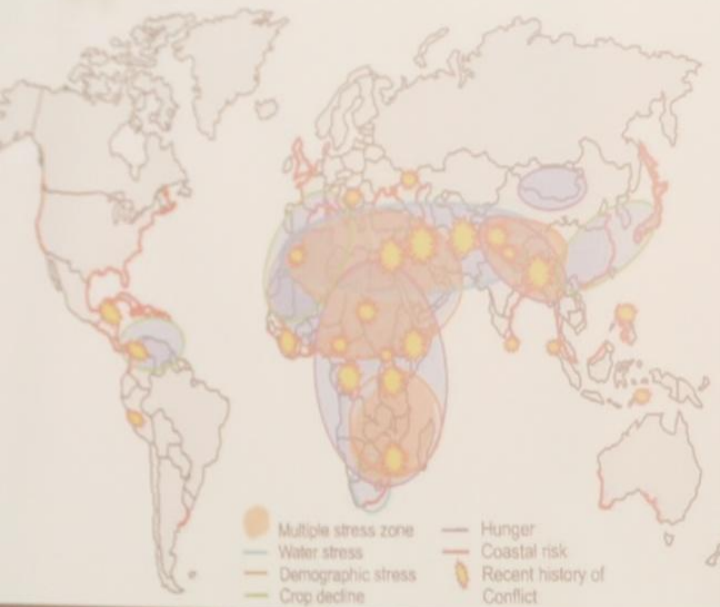 Multiple stress zone
Water stress
Demographic stress
Crop decline
Hunger
Coastal risk
Recent history of
Conflict